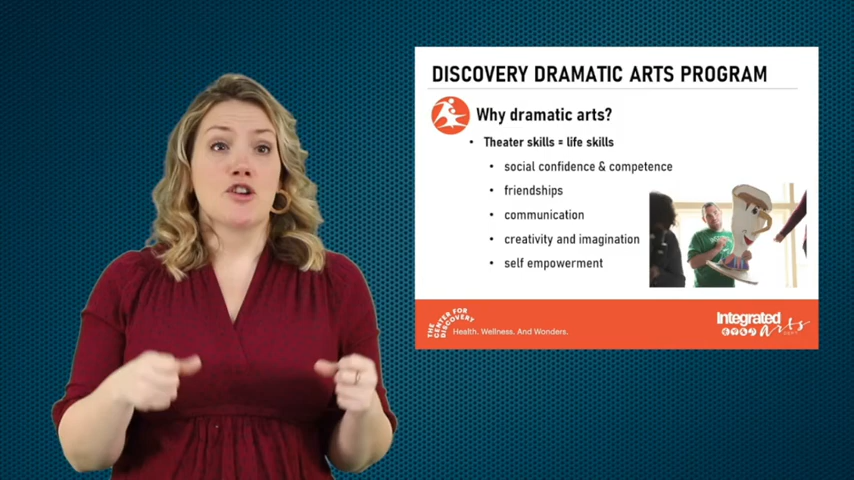 DISCOVERY DRAMATIC ARTS PROGRAM
Why dramatic arts?
• Theater skills = life skills
• social confidence & competence
• friendships
• communication
• creativity and imagination
• self empowerment
THE CENTER FOR DISCOVERY
Health. Wellness. And Wonders.
Integrated
arts